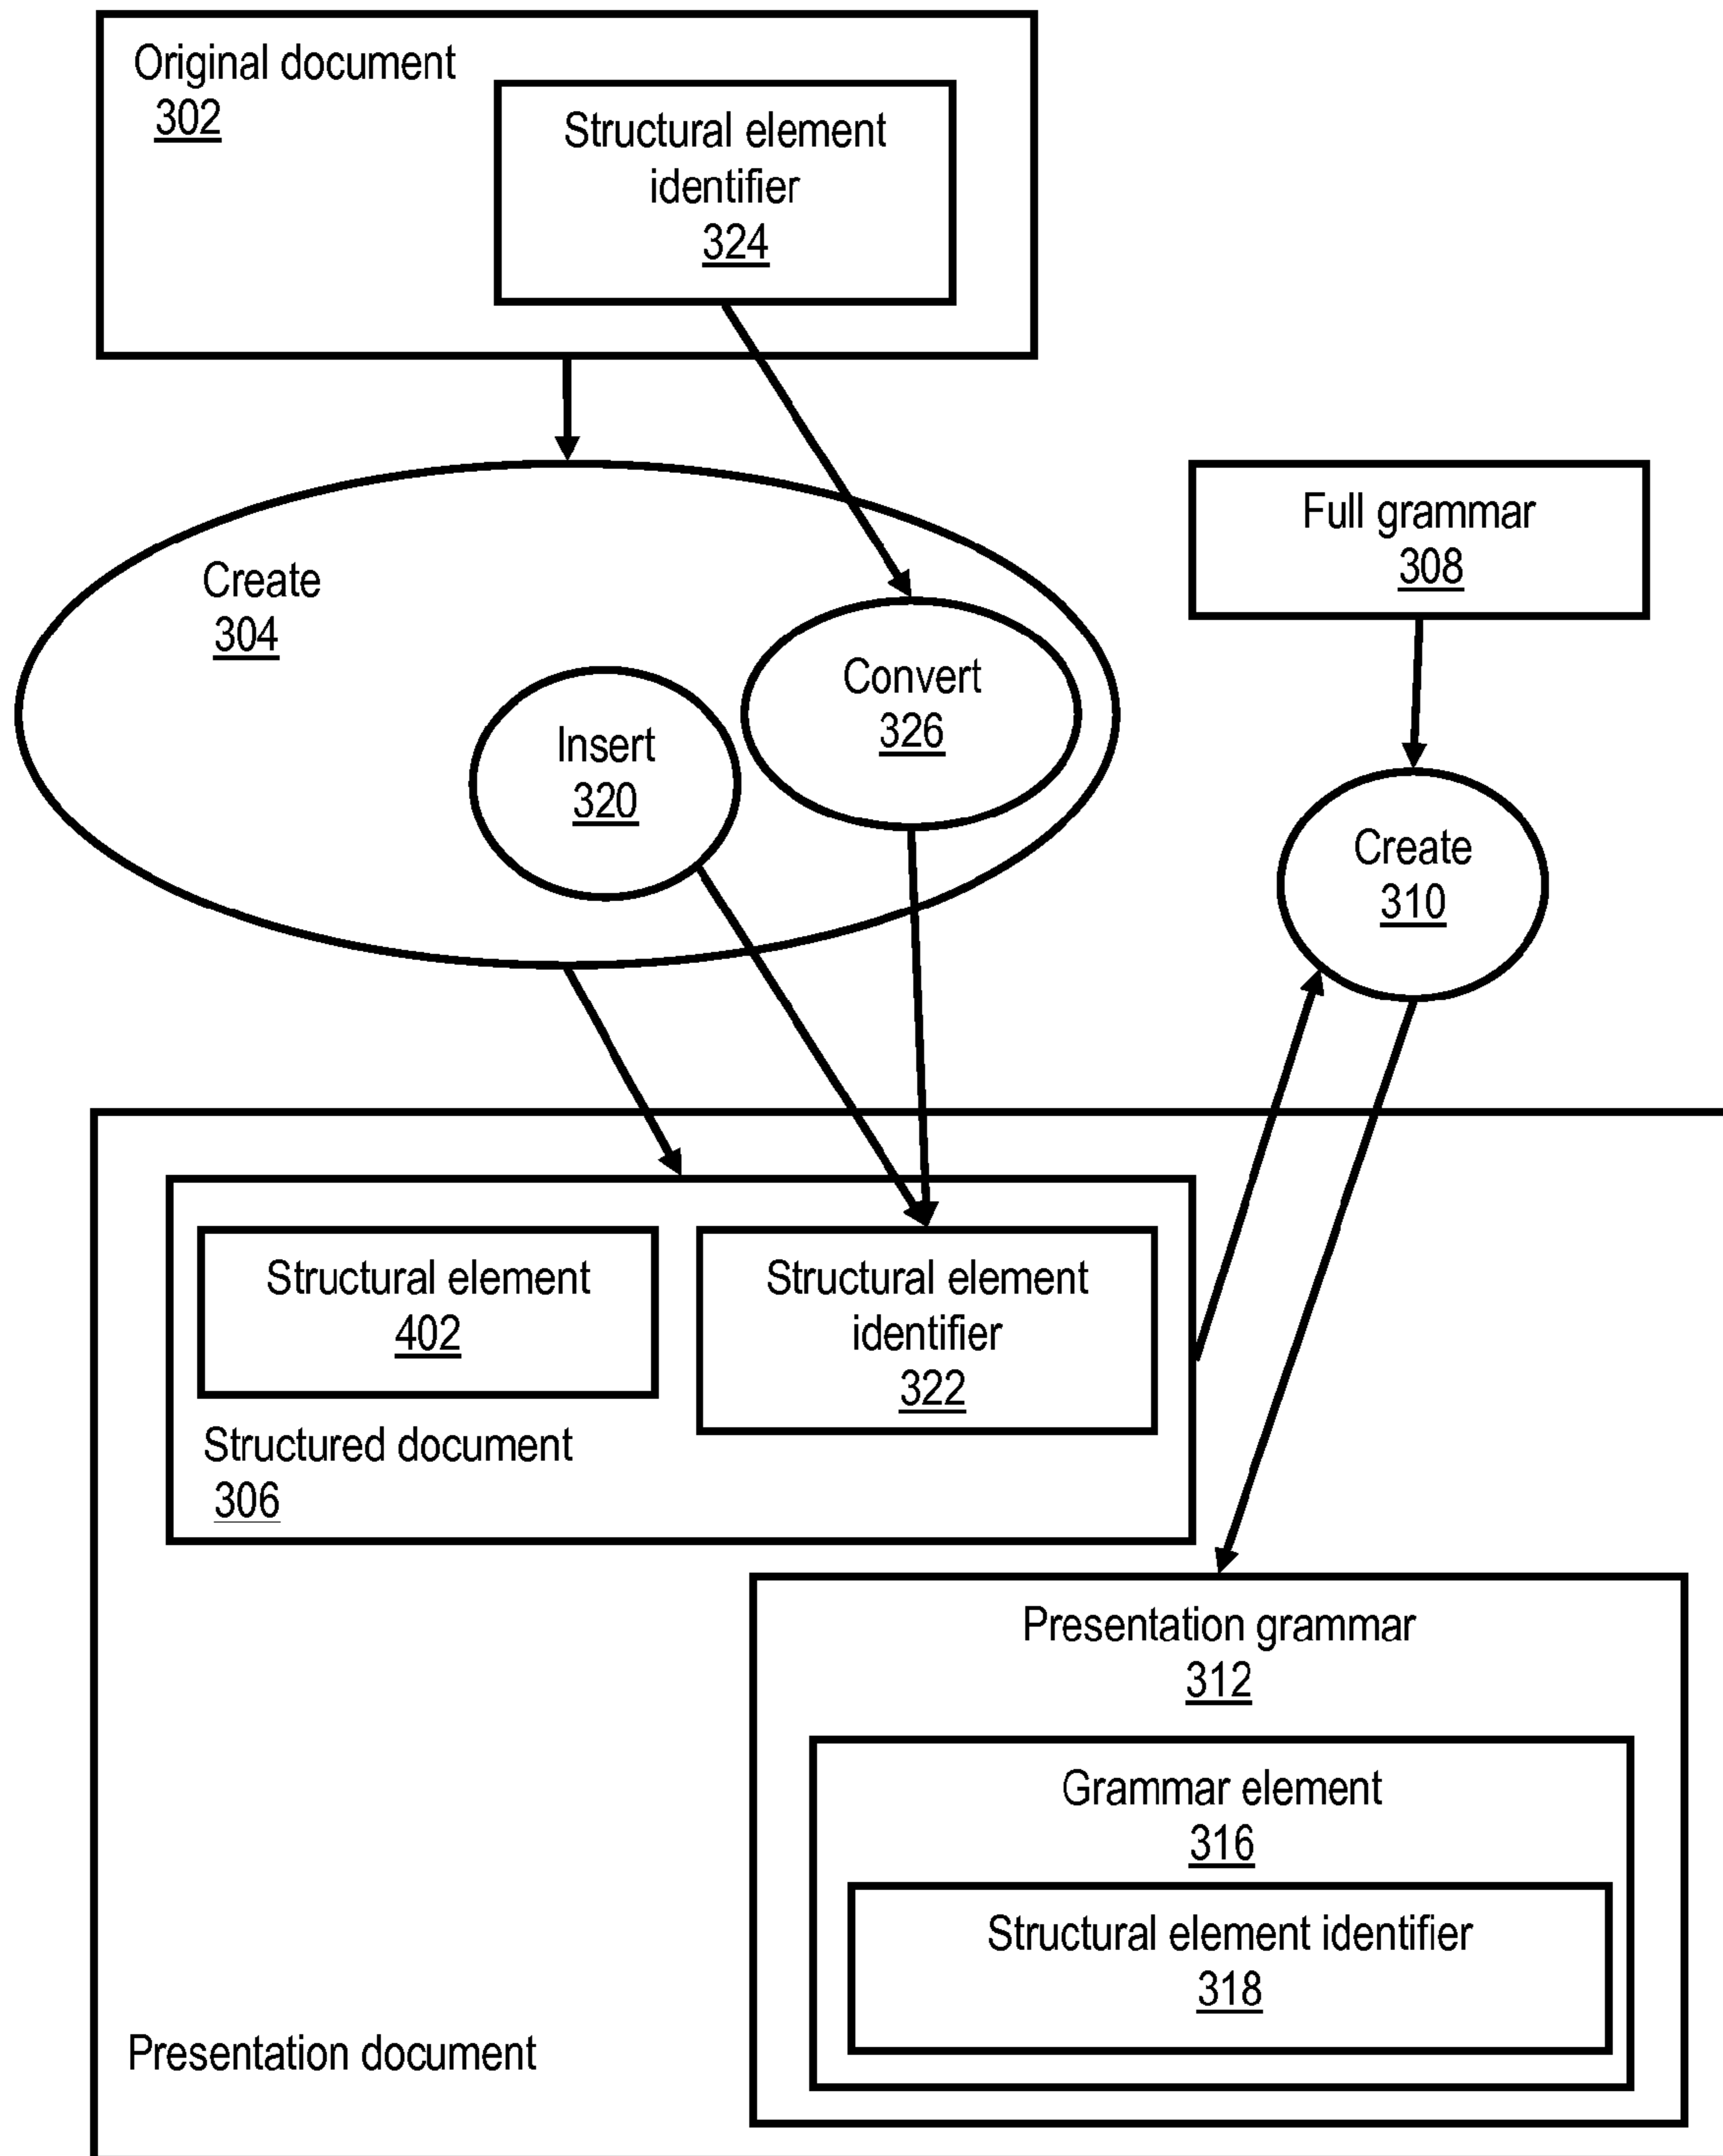 Original document
302
Structural element
identifier
324
Create
304
Insert
320
Convert
326
Full grammar
308
Create
310
Structural element
402
Structural element
identifier
322
Structured document
306
Presentation grammar
312
Grammar element
316
Structural element identifier
318
Presentation document